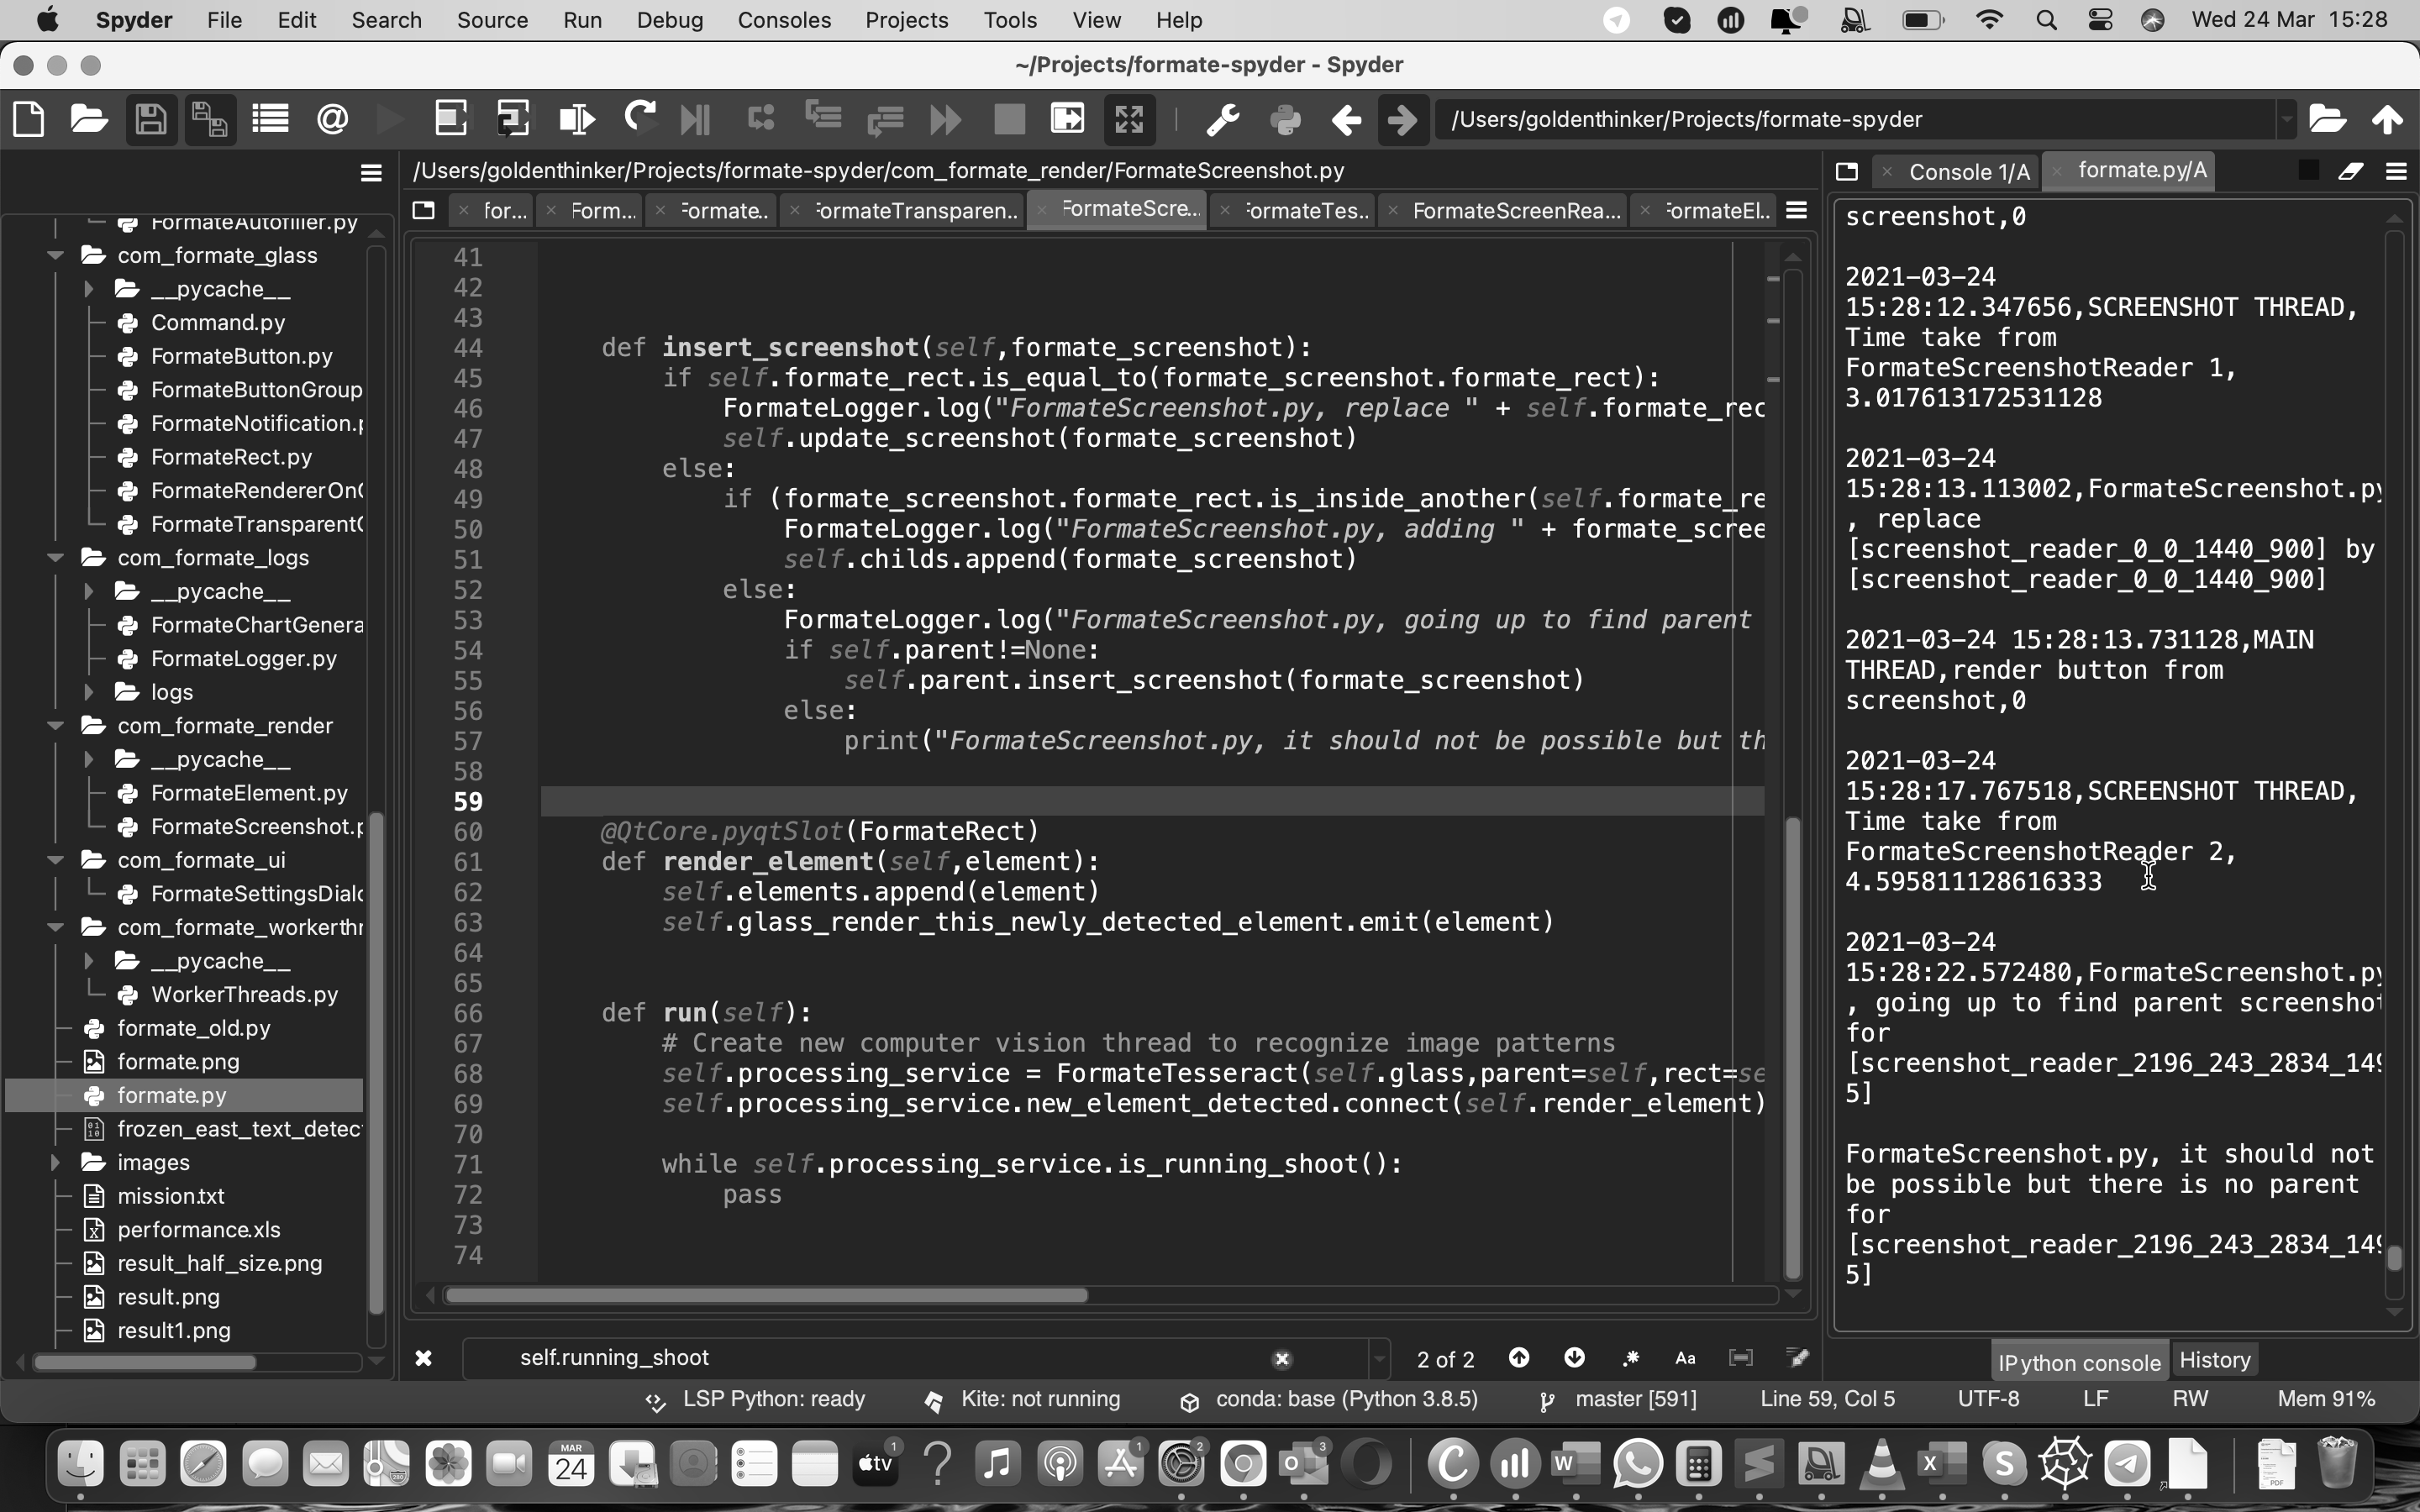 Spyder File Edit Search Source Run Debug Consoles Projects Tools View Help Wed 24 Mar 15:28
~/Projects/formate-spyder - Spyder
/Users/goldenthinker/Projects/formate-spyder
/Users/goldenthinker/Projects/formate-spyder/com_formate_render/FormateScreenshot.py
for... Form... Formate.. FormateTransparen.. FormateScre... FormateTes.. FormateScreenRea... FormateEl..
Console 1/A formate.py/A
FormateAutofiller.py
com_formate_glass
__pycache__
Command.py
FormateButton.py
FormateButtonGroup
FormateNotification.p
FormateRect.py
FormateRendererOn
FormateTransparent
com_formate_logs
__pycache__
FormateChartGenera
FormateLogger.py
logs
com_formate_render
__pycache__
FormateElement.py
FormateScreenshot.p
com_formate_ui
FormateSettingsDial
com_formate_workerth
__pycache__
WorkerThreads.py
formate_old.py
formate.png
formate.py
frozen_east_text_detec
images
mission.txt
performance.xls
result_half_size.png
result.png
result1.png
41
42
43
44 def insert_screenshot(self,formate_screenshot):
45 if self.formate_rect.is_equal_to(formate_screenshot.formate_rect):
46 FormateLogger.log("FormateScreenshot.py, replace " + self.formate_rec
47 self.update_screenshot(formate_screenshot)
48 else:
49 if (formate_screenshot.formate_rect.is_inside_another(self.formate_re
50 FormateLogger.log("FormateScreenshot.py, adding " + formate_scree
51 self.childs.append(formate_screenshot)
52 else:
53 FormateLogger.log("FormateScreenshot.py, going up to find parent
54 if self.parent!=None:
55 self.parent.insert_screenshot(formate_screenshot)
56 else:
57 print("FormateScreenshot.py, it should not be possible but th
58
59
60 @QtCore.pyqtSlot(FormateRect)
61 def render_element(self,element):
62 self.elements.append(element)
63 self.glass_render_this_newly_detected_element.emit(element)
64
65
66 def run(self):
67 # Create new computer vision thread to recognize image patterns
68 self.processing_service = FormateTesseract(self.glass,parent=self,rect=se
69 self.processing_service.new_element_detected.connect(self.render_element)
70
71 while self.processing_service.is_running_shoot():
72 pass
73
74
screenshot,0
2021-03-24
15:28:12.347656,SCREENSHOT THREAD,
Time take from
FormateScreenshotReader 1,
3.017613172531128
2021-03-24
15:28:13.113002,FormateScreenshot.py
, replace
[screenshot_reader_0_0_1440_900] by
[screenshot_reader_0_0_1440_900]
2021-03-24 15:28:13.731128,MAIN
THREAD,render button from
screenshot,0
2021-03-24
15:28:17.767518,SCREENSHOT THREAD,
Time take from
FormateScreenshotReader 2,
4.595811128616333
2021-03-24
15:28:22.572480,FormateScreenshot.py
, going up to find parent screenshot
for
[screenshot_reader_2196_243_2834_149
5]
FormateScreenshot.py, it should not
be possible but there is no parent
for
[screenshot_reader_2196_243_2834_149
5]
self.running_shoot 2 of 2 Aa
IPython console History
LSP Python: ready Kite: not running conda: base (Python 3.8.5) master [591] Line 59, Col 5 UTF-8 LF RW Mem 91%
MAR
24
tv 1 1 2 3